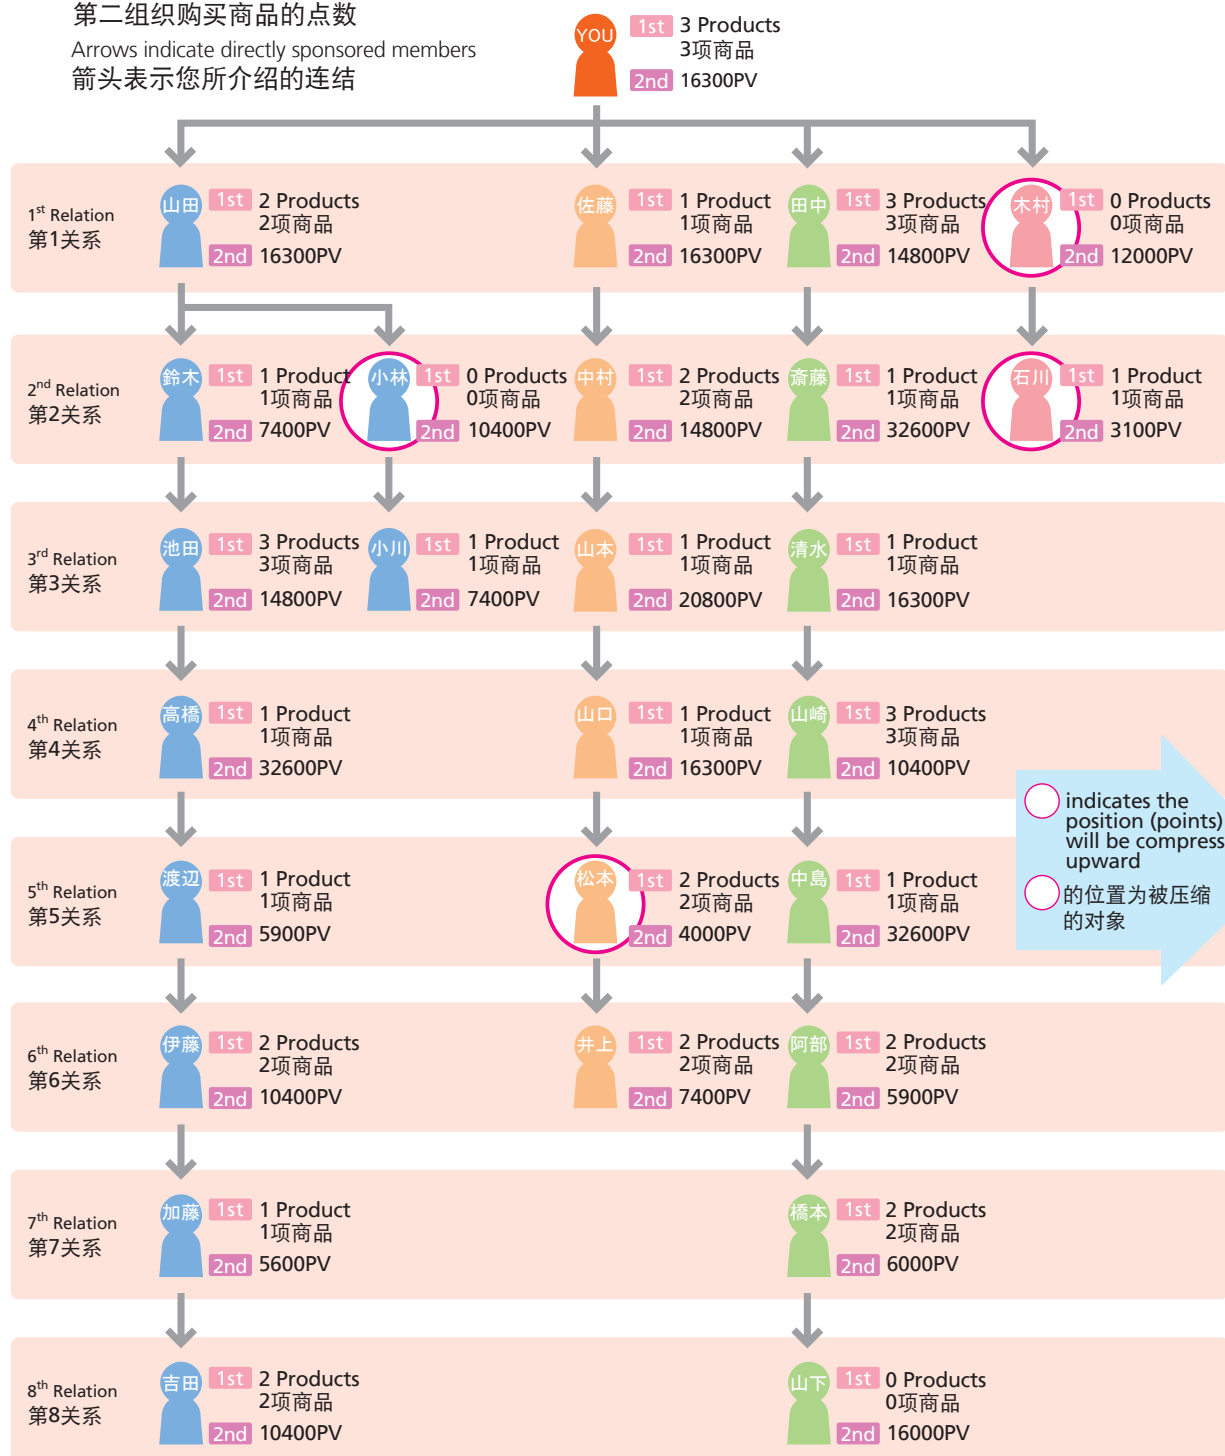 第二组织购买商品的点数
Arrows indicate directly sponsored members
箭头表示您所介绍的连结
YOU
1st 3 Products
3项商品
2nd 16300PV
1st Relation
第1关系
山田
1st 2 Products
2项商品
2nd 16300PV
佐藤
1st 1 Product
1项商品
2nd 16300PV
田中
1st 3 Products
3项商品
2nd 14800PV
木村
1st 0 Products
0项商品
2nd 12000PV
2nd Relation
第2关系
鈴木
1st 1 Product
1项商品
2nd 7400PV
小林
1st 0 Products
0项商品
2nd 10400PV
中村
1st 2 Products
2项商品
2nd 14800PV
斎藤
1st 1 Product
1项商品
2nd 32600PV
石川
1st 1 Product
1项商品
2nd 3100PV
3rd Relation
第3关系
池田
1st 3 Products
3项商品
2nd 14800PV
小川
1st 1 Product
1项商品
2nd 7400PV
山本
1st 1 Product
1项商品
2nd 20800PV
清水
1st 1 Product
1项商品
2nd 16300PV
4th Relation
第4关系
高橋
1st 1 Product
1项商品
2nd 32600PV
山口
1st 1 Product
1项商品
2nd 16300PV
山崎
1st 3 Products
3项商品
2nd 10400PV
indicates the
position (points)
will be compress
upward
的位置为被压缩
的对象
5th Relation
第5关系
渡辺
1st 1 Product
1项商品
2nd 5900PV
松本
1st 2 Products
2项商品
2nd 4000PV
中島
1st 1 Product
1项商品
2nd 32600PV
6th Relation
第6关系
伊藤
1st 2 Products
2项商品
2nd 10400PV
井上
1st 2 Products
2项商品
2nd 7400PV
阿部
1st 2 Products
2项商品
2nd 5900PV
7th Relation
第7关系
加藤
1st 1 Product
1项商品
2nd 5600PV
橋本
1st 2 Products
2项商品
2nd 6000PV
8th Relation
第8关系
吉田
1st 2 Products
2项商品
2nd 10400PV
山下
1st 0 Products
0项商品
2nd 16000PV